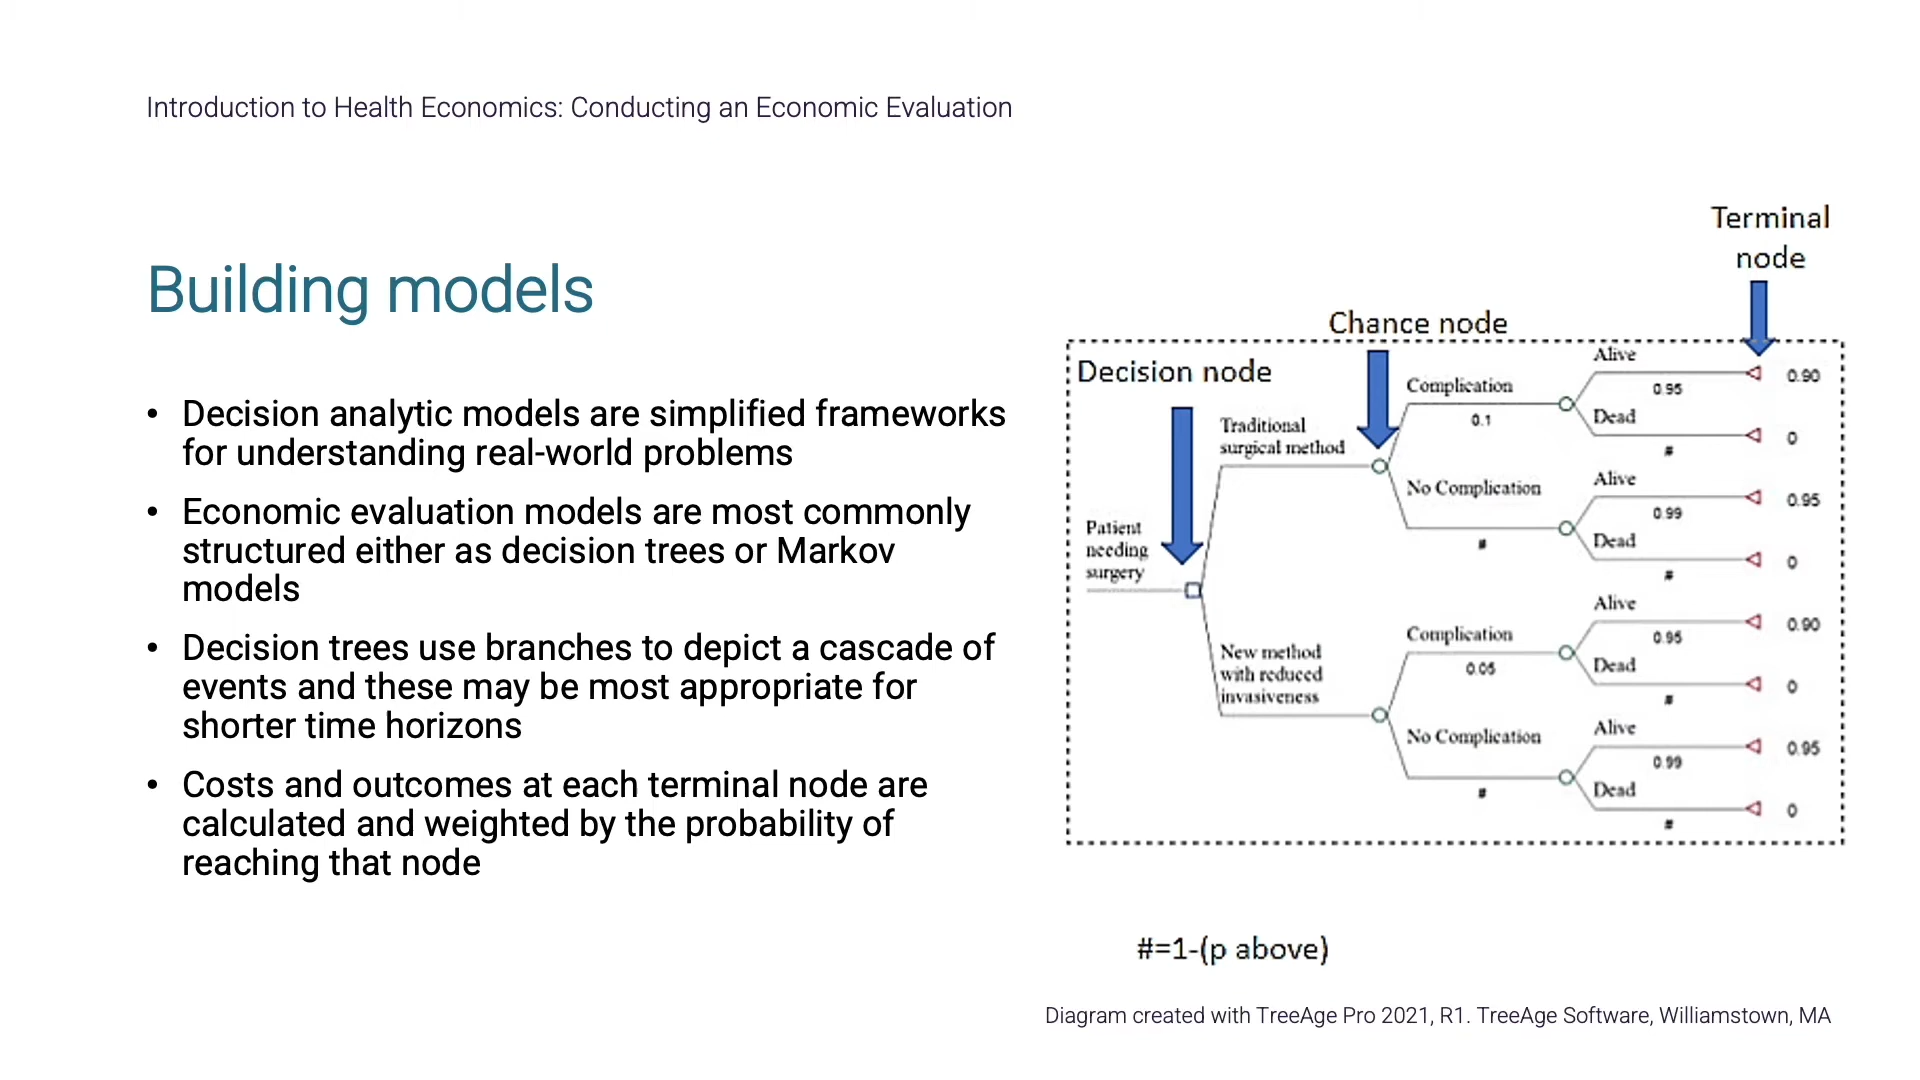 Introduction to Health Economics: Conducting an Economic Evaluation
Building models
• Decision analytic models are simplified frameworks
for understanding real-world problems
• Economic evaluation models are most commonly
structured either as decision trees or Markov
models
• Decision trees use branches to depict a cascade of
events and these may be most appropriate for
shorter time horizons
• Costs and outcomes at each terminal node are
calculated and weighted by the probability of
reaching that node
Terminal
node
Chance node
Decision node
Patient
needing
surgery
Traditional
surgical method
Complication
0.1
Alive
0.95
0.90
Dead
#
0
No Complication
#
Alive
0.99
0.95
Dead
#
0
New method
with reduced
invasiveness
Complication
0.05
Alive
0.95
0.90
Dead
#
0
No Complication
#
Alive
0.99
0.95
Dead
#
0
#=1-(p above)
Diagram created with TreeAge Pro 2021, R1. TreeAge Software, Williamstown, MA